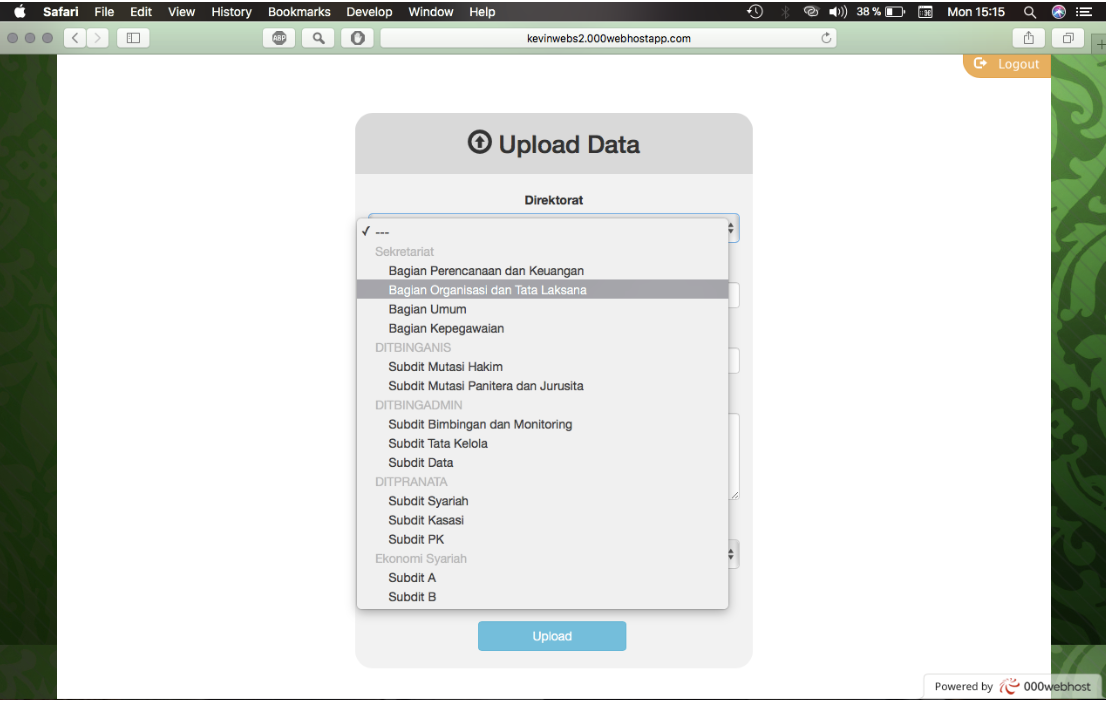 Safari File Edit View History Bookmarks Develop Window Help 38 % Mon 15:15
ABP kevinwebs2.000webhostapp.com
Logout
Upload Data
Direktorat
---
Sekretariat
Bagian Perencanaan dan Keuangan
Bagian Organisasi dan Tata Laksana
Bagian Umum
Bagian Kepegawaian
DITBINGANIS
Subdit Mutasi Hakim
Subdit Mutasi Panitera dan Jurusita
DITBINGADMIN
Subdit Bimbingan dan Monitoring
Subdit Tata Kelola
Subdit Data
DITPRANATA
Subdit Syariah
Subdit Kasasi
Subdit PK
Ekonomi Syariah
Subdit A
Subdit B
Upload
Powered by 000webhost